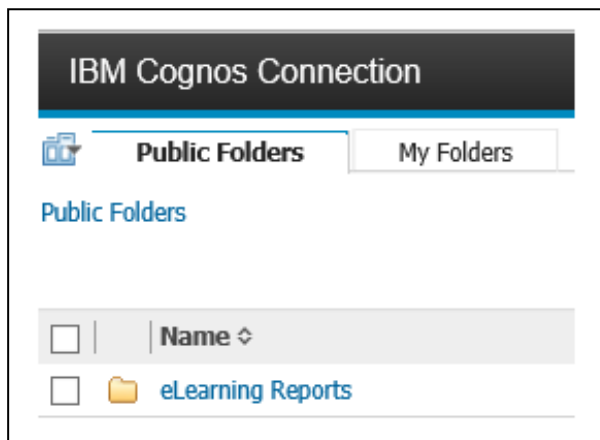 IBM Cognos Connection
Public Folders My Folders
Public Folders
Name
eLearning Reports